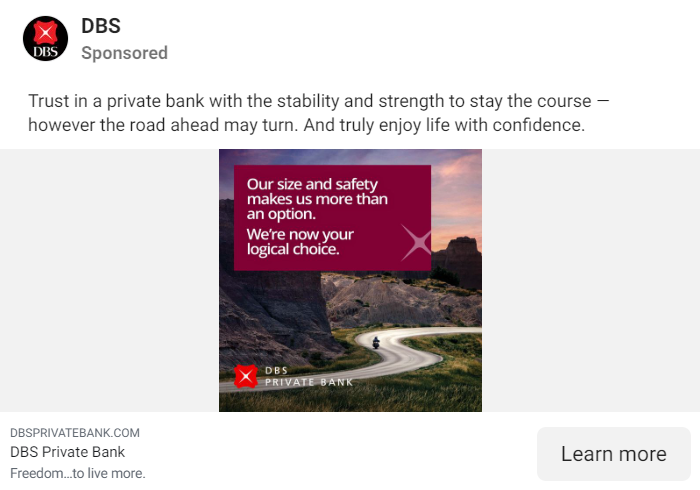 DBS
DBS
Sponsored
Trust in a private bank with the stability and strength to stay the course —
however the road ahead may turn. And truly enjoy life with confidence.
Our size and safety
makes us more than
an option.
We're now your
logical choice.
DBS
PRIVATE BANK
DBSPRIVATEBANK.COM
DBS Private Bank
Freedom...to live more.
Learn more